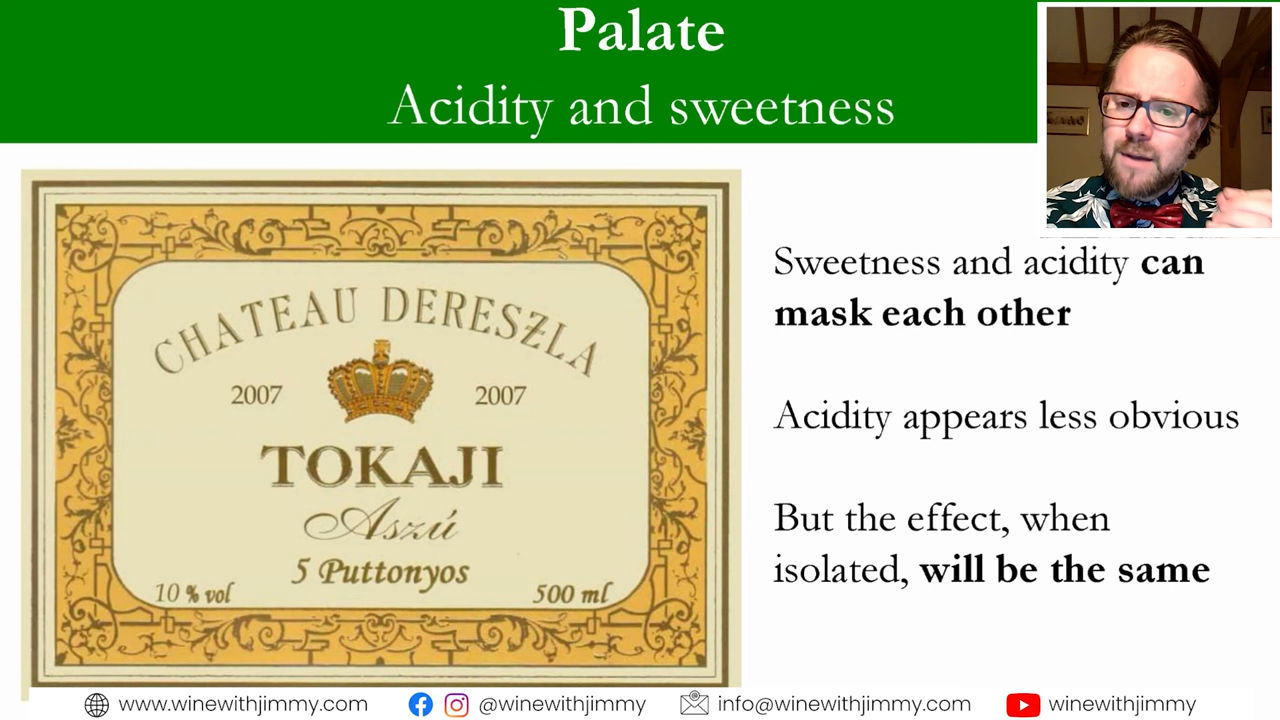 Palate
Acidity and sweetness
CHATEAU DERESZLA
2007 2007
TOKAJI
Aszú
5 Puttonyos
10 % vol 500 ml
Sweetness and acidity can
mask each other
Acidity appears less obvious
But the effect, when
isolated, will be the same
www.winewithjimmy.com @winewithjimmy info@winewithjimmy.com winewithjimmy